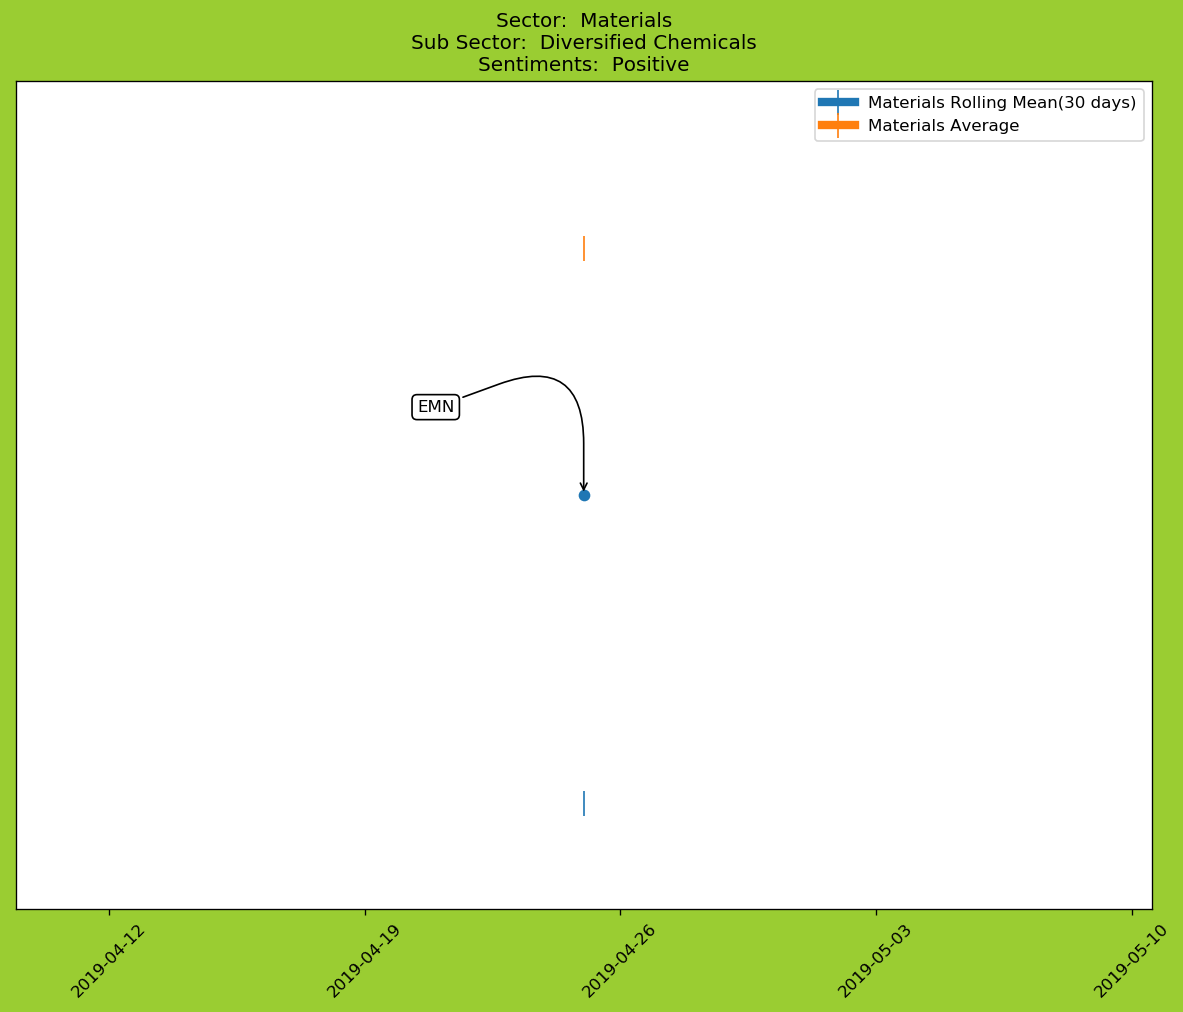 Sector:  Materials
Sub Sector:  Diversified Chemicals
Sentiments:  Positive
Materials Rolling Mean(30 days)
Materials Average
EMN
2019-04-12
2019-04-19
2019-04-26
2019-05-03
2019-05-10